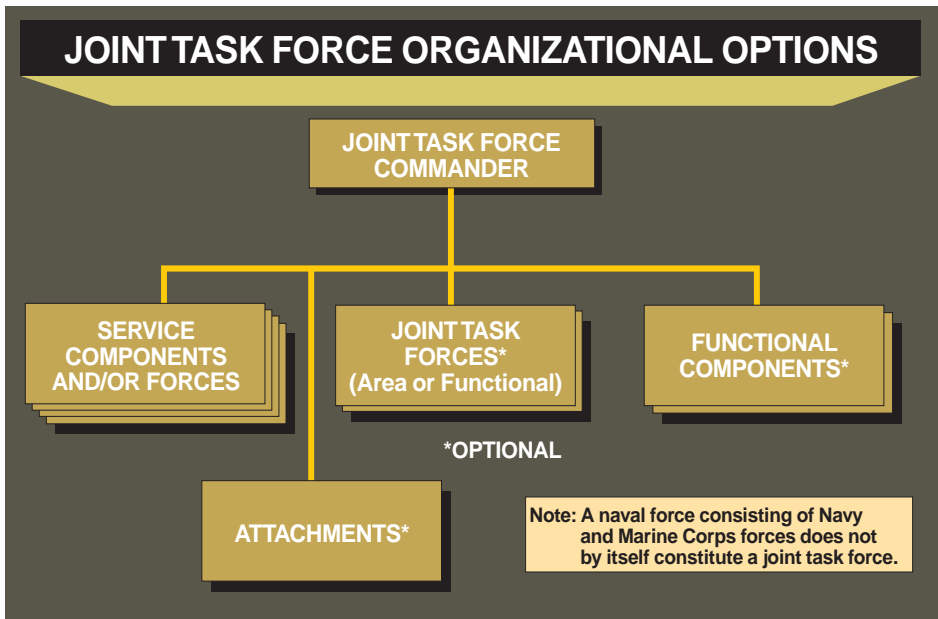 JOINT TASK FORCE ORGANIZATIONAL OPTIONS
JOINT TASK FORCE
COMMANDER
SERVICE
COMPONENTS
AND/OR FORCES
JOINT TASK
FORCES*
(Area or Functional)
FUNCTIONAL
COMPONENTS*
*OPTIONAL
ATTACHMENTS*
Note: A naval force consisting of Navy
and Marine Corps forces does not
by itself constitute a joint task force.